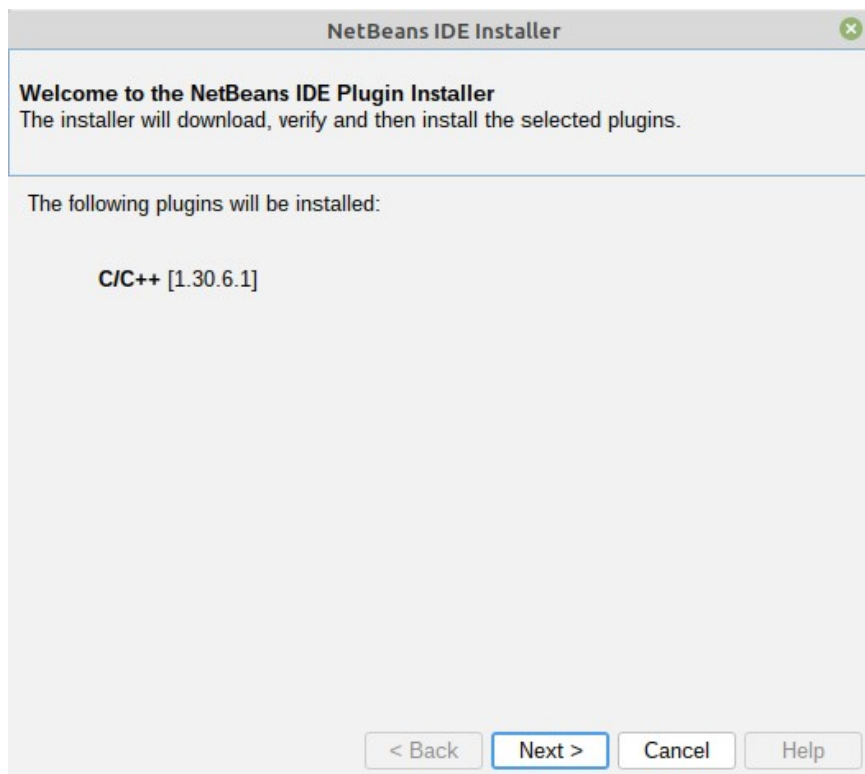 NetBeans IDE Installer
Welcome to the NetBeans IDE Plugin Installer
The installer will download, verify and then install the selected plugins.
The following plugins will be installed:
C/C++ [1.30.6.1]
< Back Next > Cancel Help